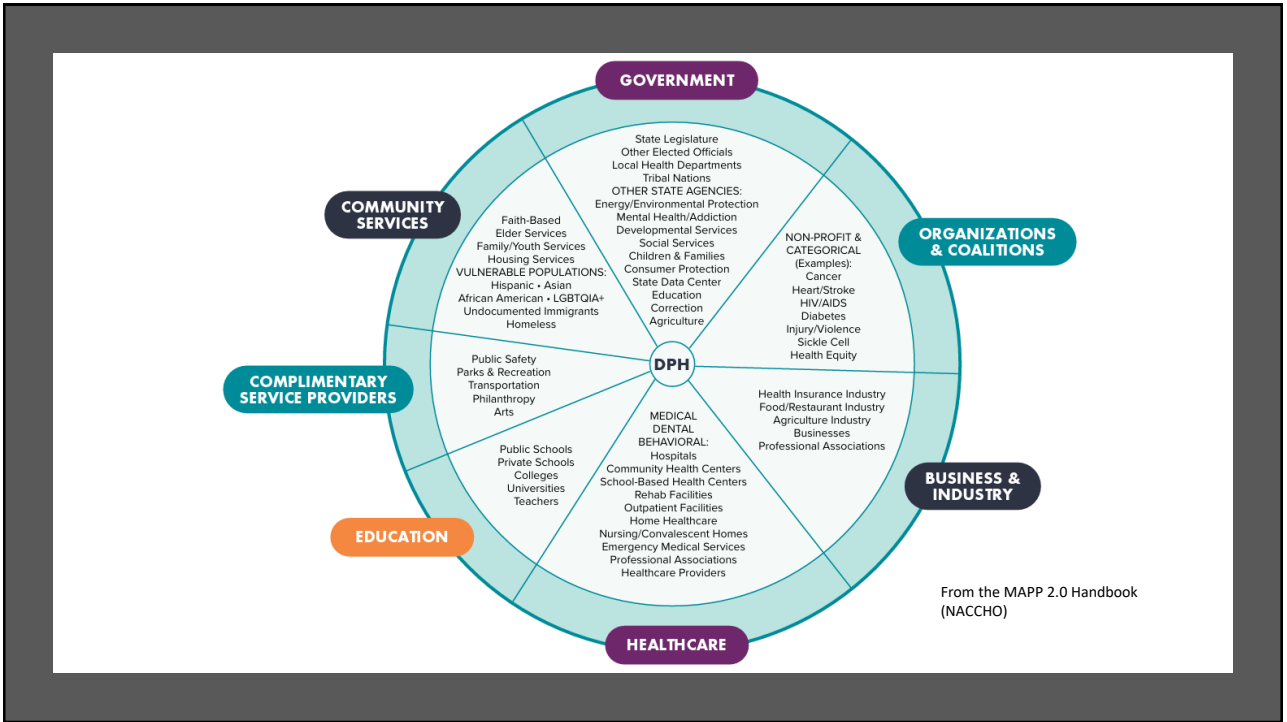 GOVERNMENT
State Legislature
Other Elected Officials
Local Health Departments
Tribal Nations
OTHER STATE AGENCIES:
Energy/Environmental Protection
Mental Health/Addiction
Developmental Services
Social Services
Children & Families
Consumer Protection
State Data Center
Education
Correction
Agriculture
ORGANIZATIONS
& COALITIONS
NON-PROFIT &
CATEGORICAL
(Examples):
Cancer
Heart/Stroke
HIV/AIDS
Diabetes
Injury/Violence
Sickle Cell
Health Equity
BUSINESS &
INDUSTRY
Health Insurance Industry
Food/Restaurant Industry
Agriculture Industry
Businesses
Professional Associations
HEALTHCARE
MEDICAL
DENTAL
BEHAVIORAL:
Hospitals
Community Health Centers
School-Based Health Centers
Rehab Facilities
Outpatient Facilities
Home Healthcare
Nursing/Convalescent Homes
Emergency Medical Services
Professional Associations
Healthcare Providers
EDUCATION
Public Schools
Private Schools
Colleges
Universities
Teachers
COMPLIMENTARY
SERVICE PROVIDERS
Public Safety
Parks & Recreation
Transportation
Philanthropy
Arts
COMMUNITY
SERVICES
Faith-Based
Elder Services
Family/Youth Services
Housing Services
VULNERABLE POPULATIONS:
Hispanic • Asian
African American • LGBTQIA+
Undocumented Immigrants
Homeless
DPH
From the MAPP 2.0 Handbook
(NACCHO)